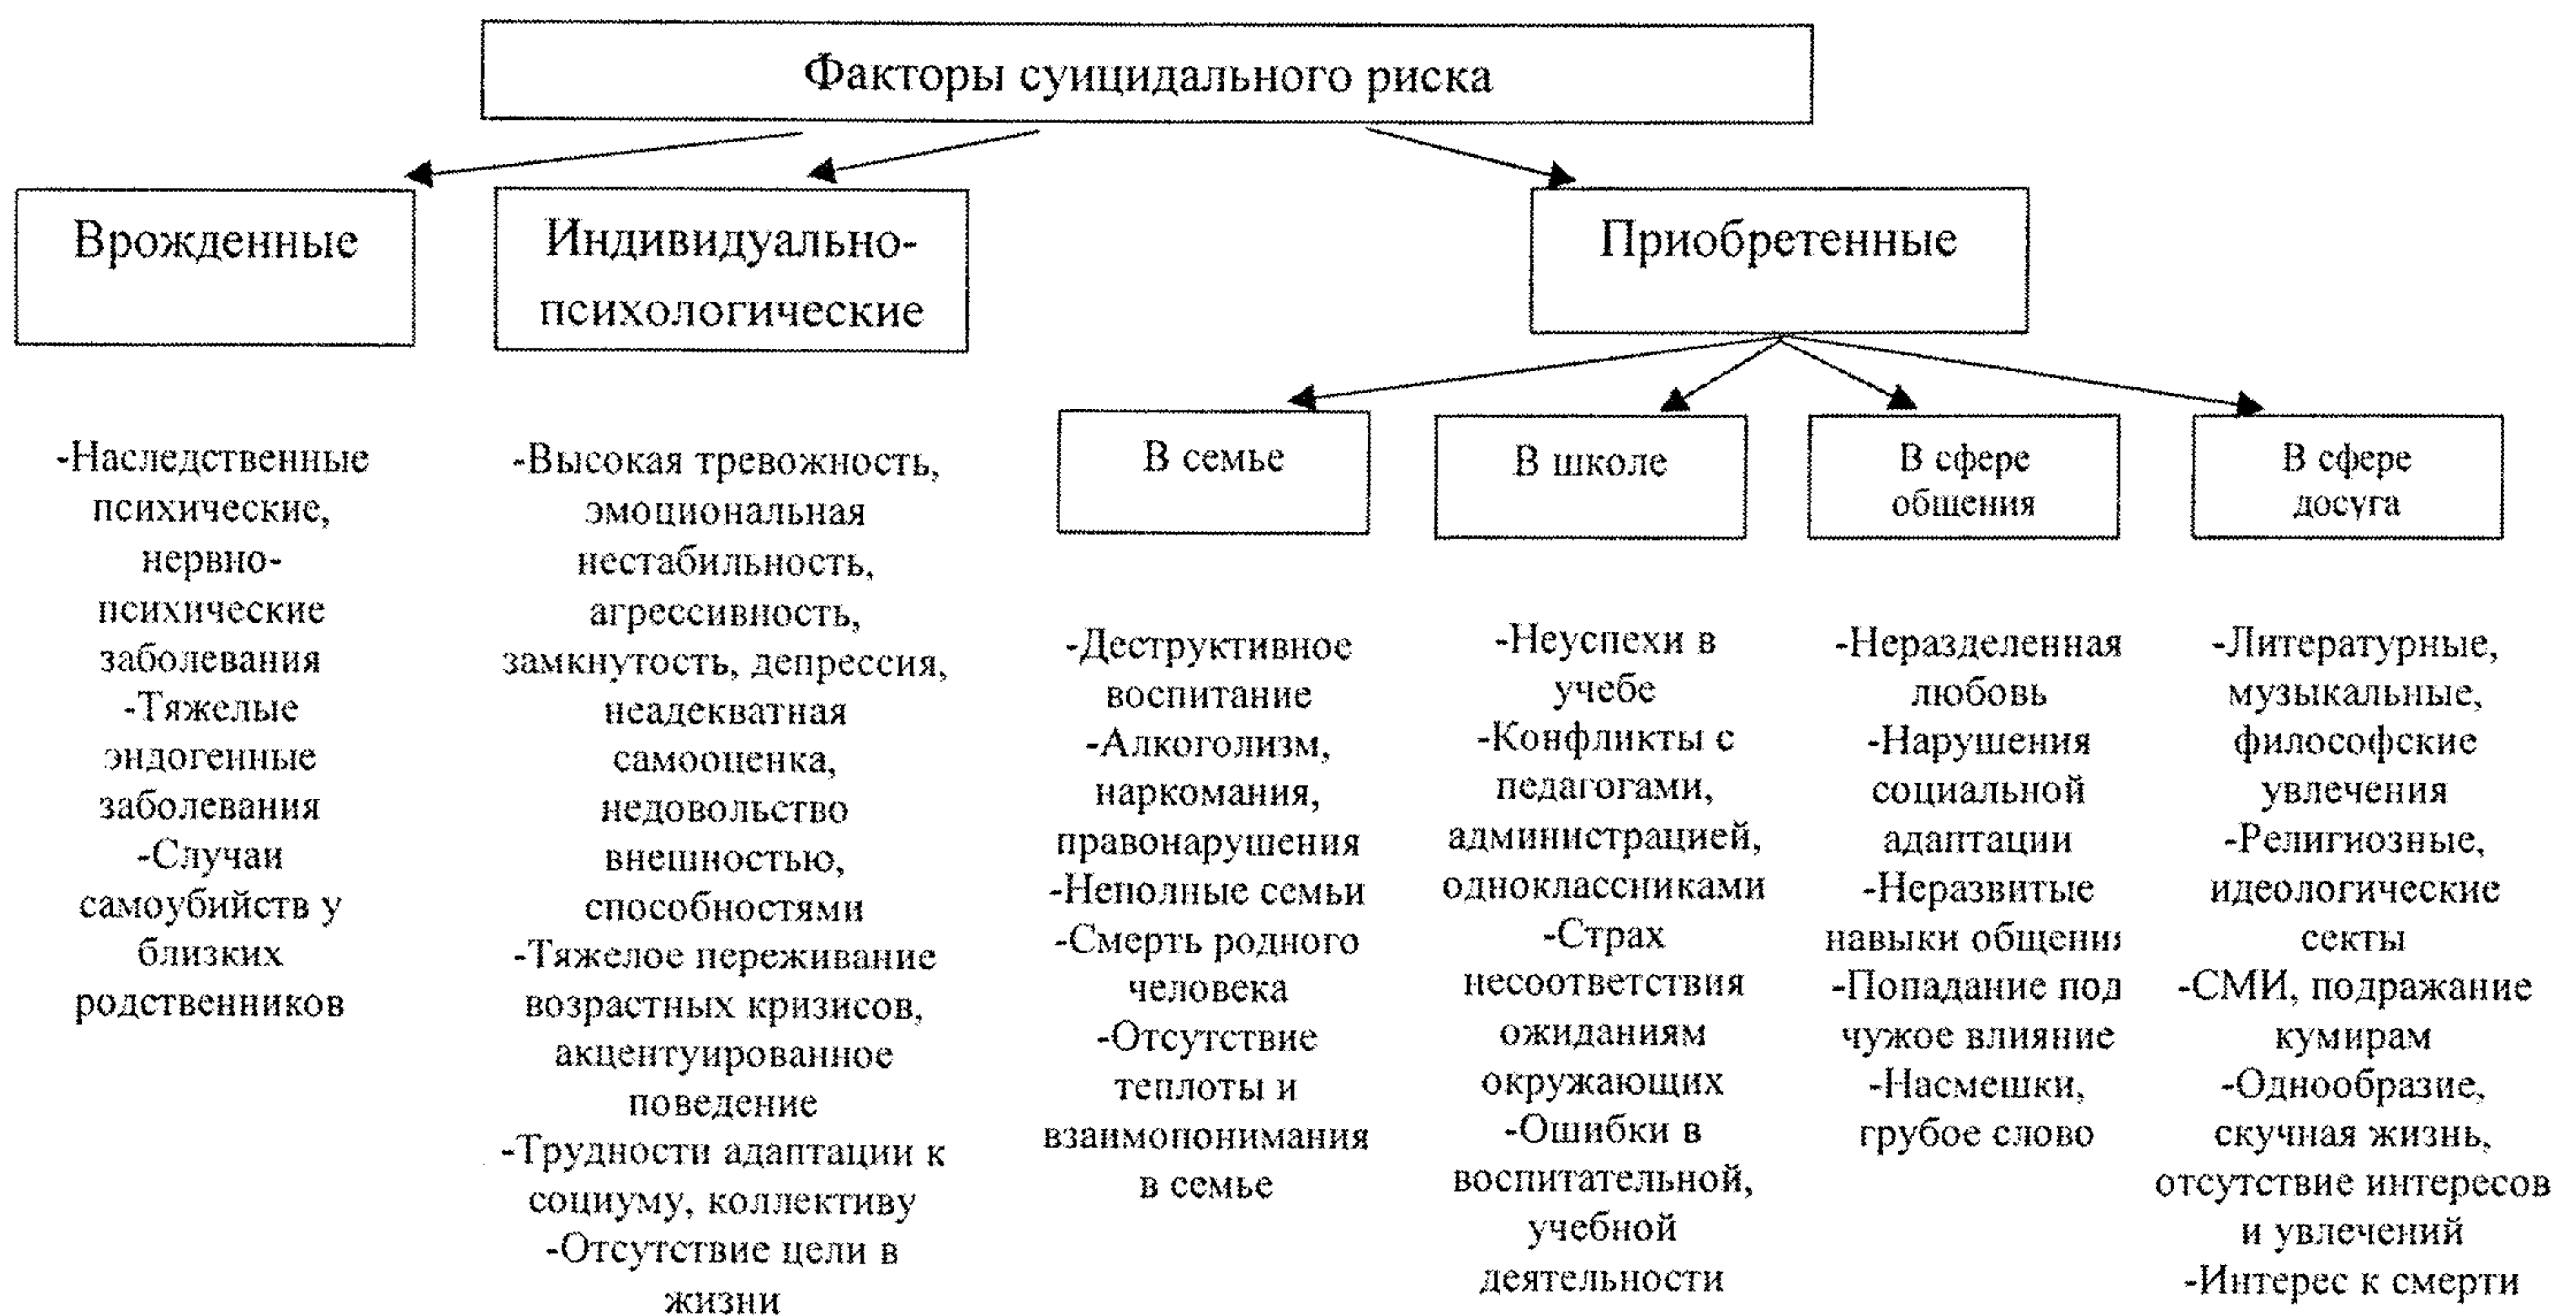 Факторы суицидального риска
Врожденные
Индивидуально-
психологические
Приобретенные
В семье
В школе
В сфере
общения
В сфере
досуга
-Наследственные
психические,
нервно-
психические
заболевания
-Тяжелые
эндогенные
заболевания
-Случаи
самоубийств у
близких
родственников
-Высокая тревожность,
эмоциональная
нестабильность,
агрессивность,
замкнутость, депрессия,
неадекватная
самооценка,
недовольство
внешностью,
способностями
-Тяжелое переживание
возрастных кризисов,
акцентуированное
поведение
-Трудности адаптации к
социуму, коллективу
-Отсутствие цели в
жизни
-Деструктивное
воспитание
-Алкоголизм,
наркомания,
правонарушения
-Неполные семьи
-Смерть родного
человека
-Отсутствие
теплоты и
взаимопонимания
в семье
-Неуспехи в
учебе
-Конфликты с
педагогами,
администрацией,
одноклассниками
-Страх
несоответствия
ожиданиям
окружающих
-Ошибки в
воспитательной,
учебной
деятельности
-Неразделенная
любовь
-Нарушения
социальной
адаптации
-Неразвитые
навыки общения
-Попадание под
чужое влияние
-Насмешки,
грубое слово
-Литературные,
музыкальные,
философские
увлечения
-Религиозные,
идеологические
секты
-СМИ, подражание
кумирам
-Однообразие,
скучная жизнь,
отсутствие интересов
и увлечений
-Интерес к смерти